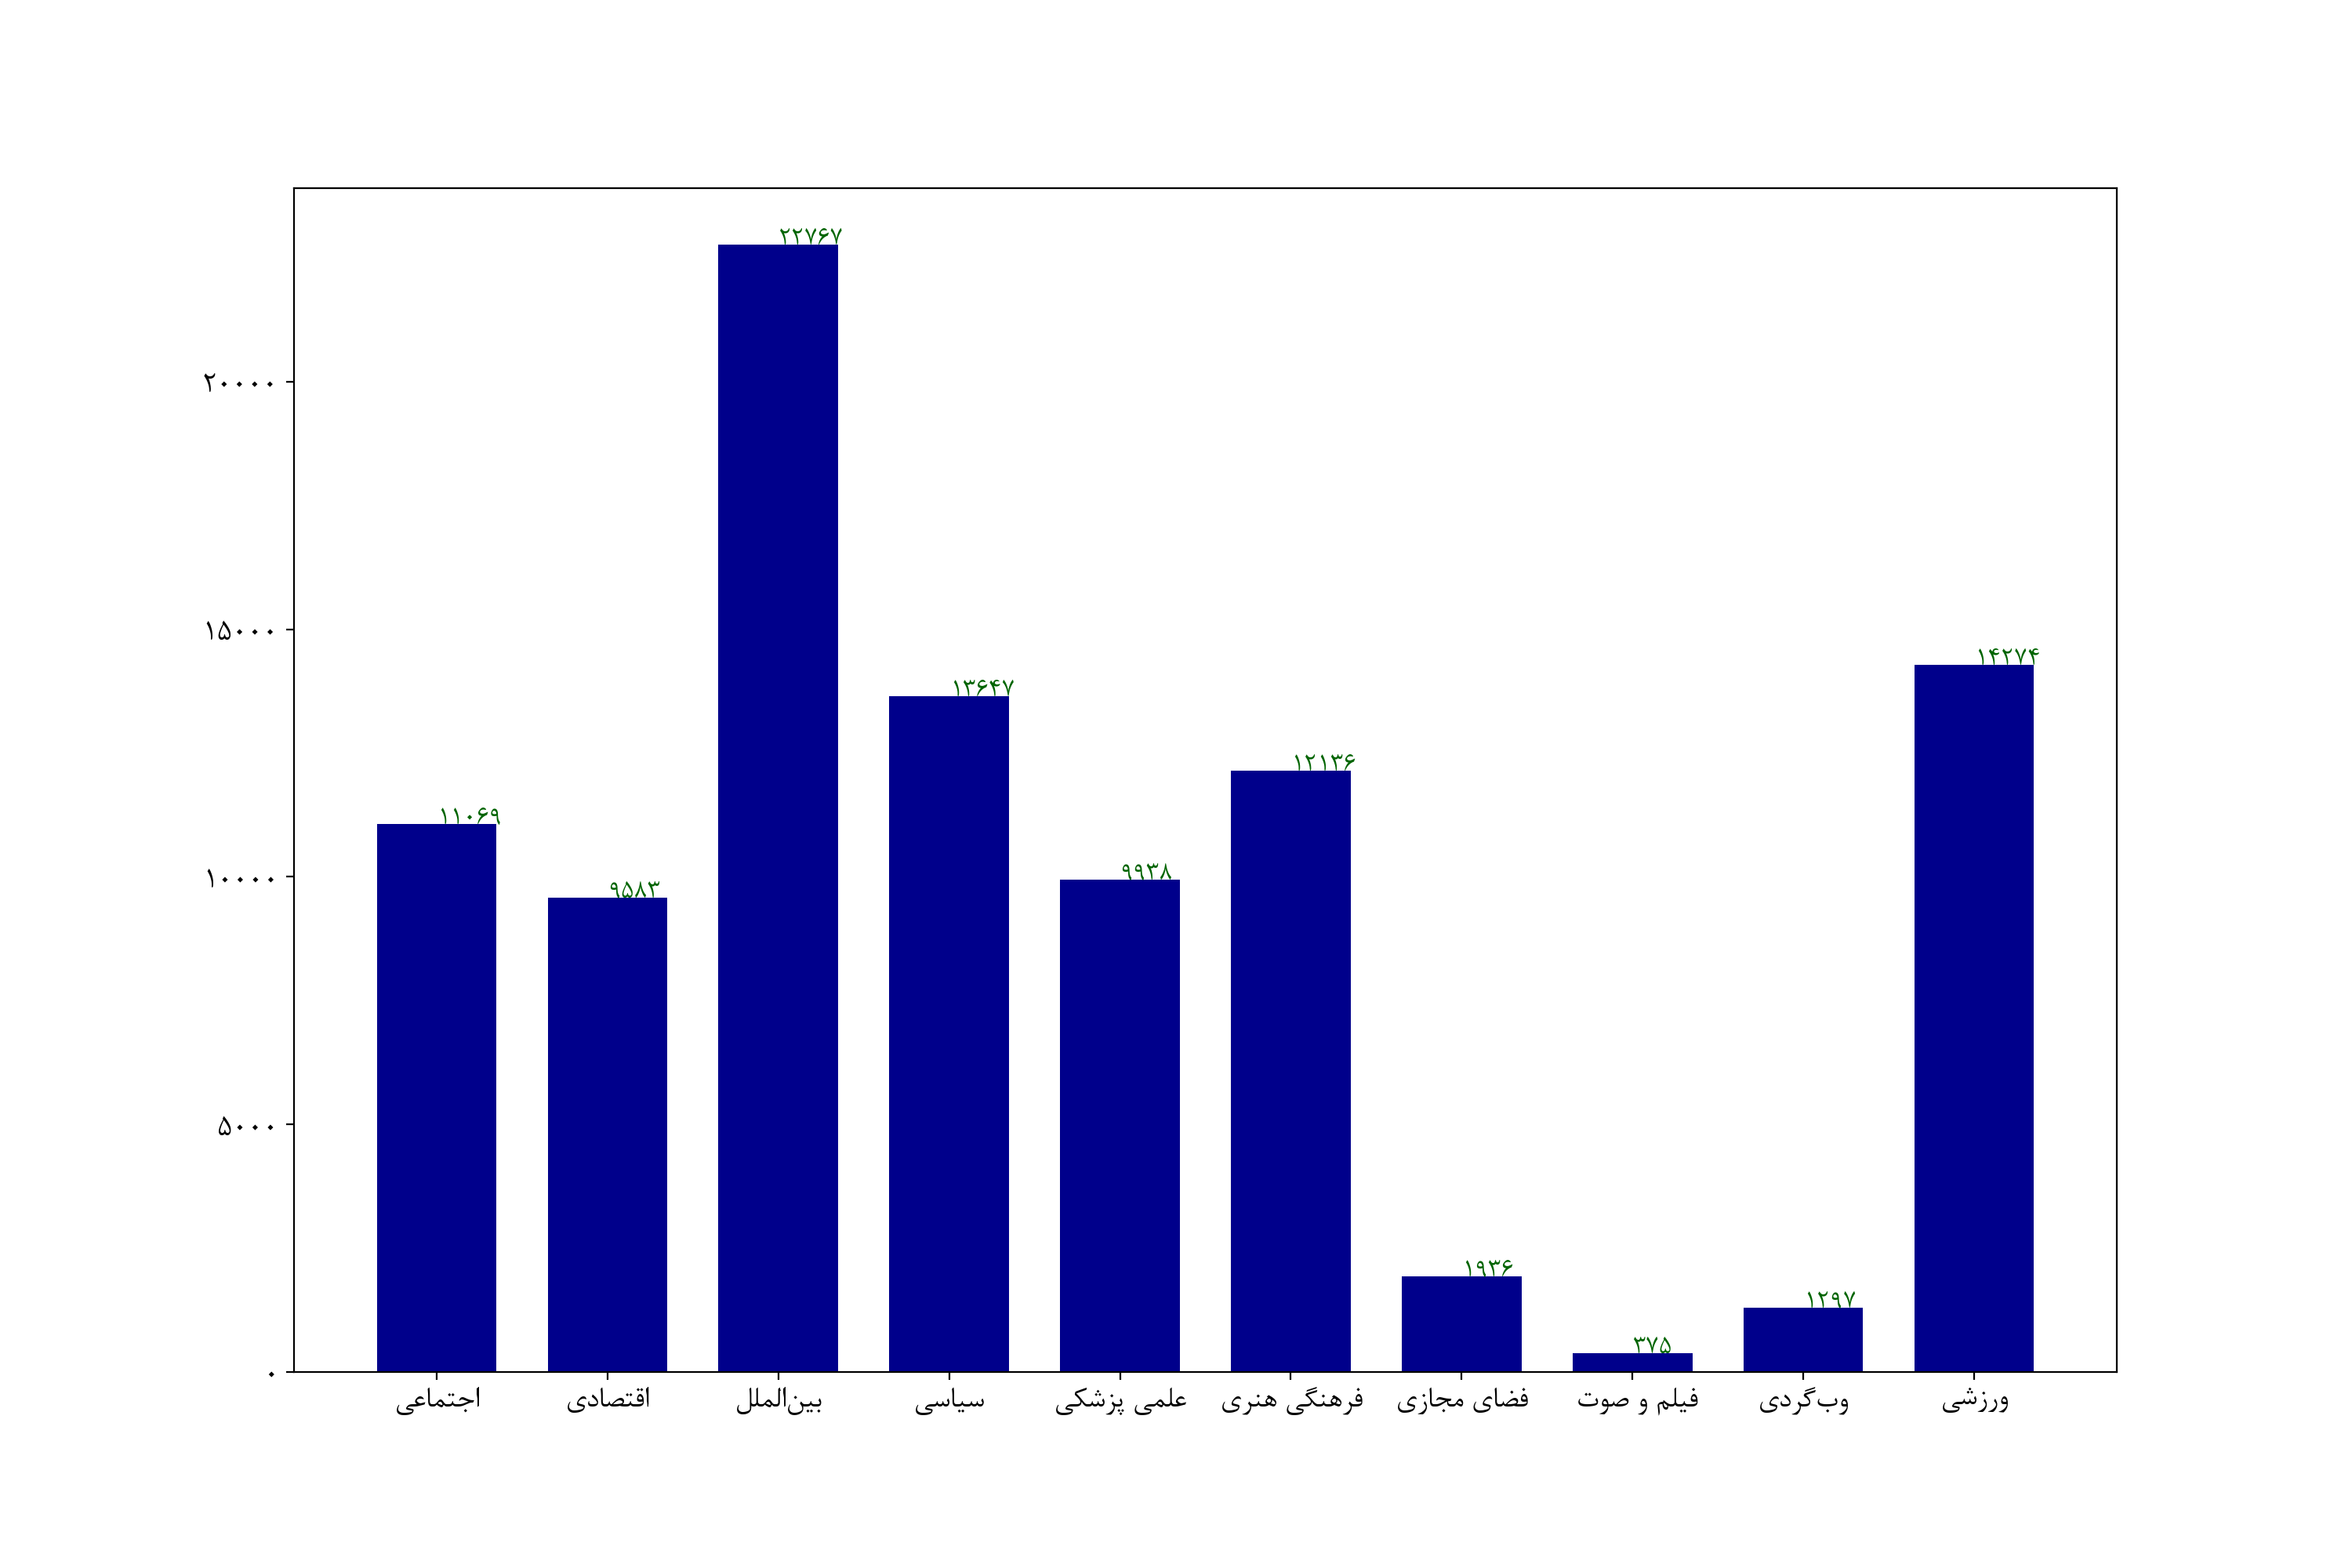 ۲۲۷۶۷
۲۰۰۰۰
۱۵۰۰۰
۱۴۲۷۴
۱۳۶۴۷
۱۲۱۳۶
۱۱۰۶۹
۱۰۰۰۰
۹۹۳۸
۹۵۸۳
۵۰۰۰
۱۹۳۶
۱۲۹۷
۳۷۵
۰
اجتماعی
اقتصادی
بین‌الملل
سیاسی
علمی پزشکی
فرهنگی هنری
فضای مجازی
فیلم و صوت
وب‌گردی
ورزشی